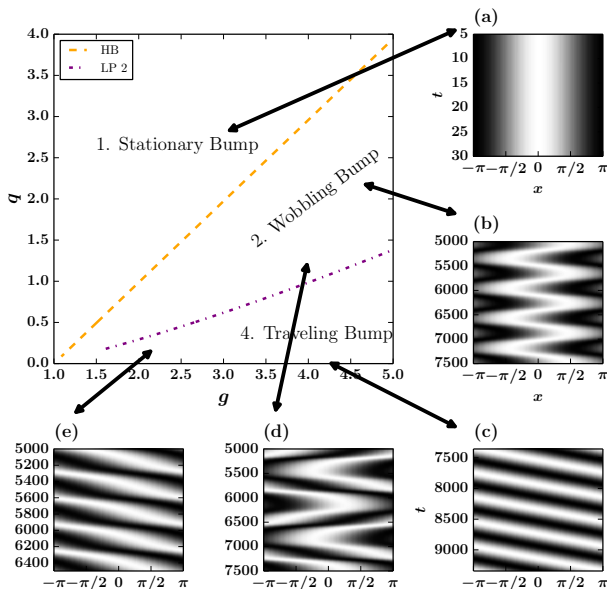 (a)
HB
LP 2
4.0
3.5
3.0
2.5
2.0
1.5
1.0
0.5
0.0
q
1.0 1.5 2.0 2.5 3.0 3.5 4.0 4.5 5.0
g
1. Stationary Bump
2. Wobbling Bump
4. Traveling Bump
5
10
15
20
25
30
t
−π −π/2 0 π/2 π
x
(b)
5000
5500
6000
6500
7000
7500
−π −π/2 0 π/2 π
x
(e)
5000
5200
5400
5600
5800
6000
6200
6400
−π −π/2 0 π/2 π
(d)
5000
5500
6000
6500
7000
7500
−π −π/2 0 π/2 π
(c)
7500
8000
8500
9000
t
−π −π/2 0 π/2 π